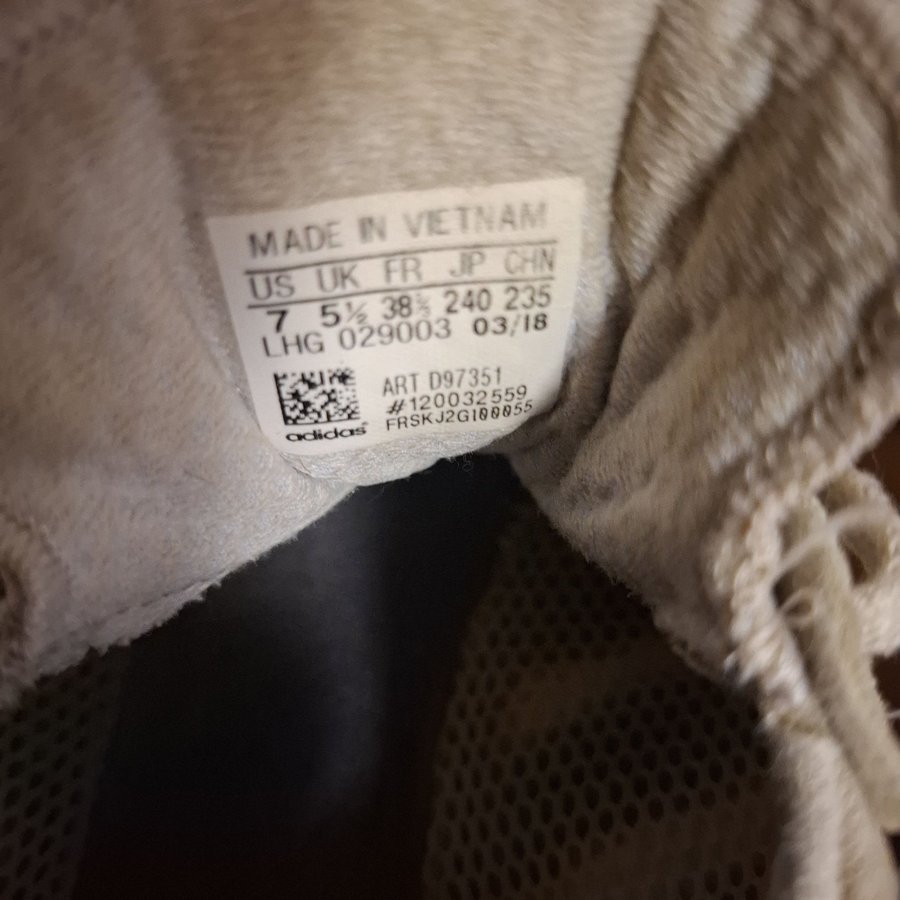 MADE IN VIETNAM
US UK FR JP CHN
7 5½ 38⅔ 240 235
LHG 029003 03/18
ART D97351
#120032559
FRSKJ2G100055
adidas